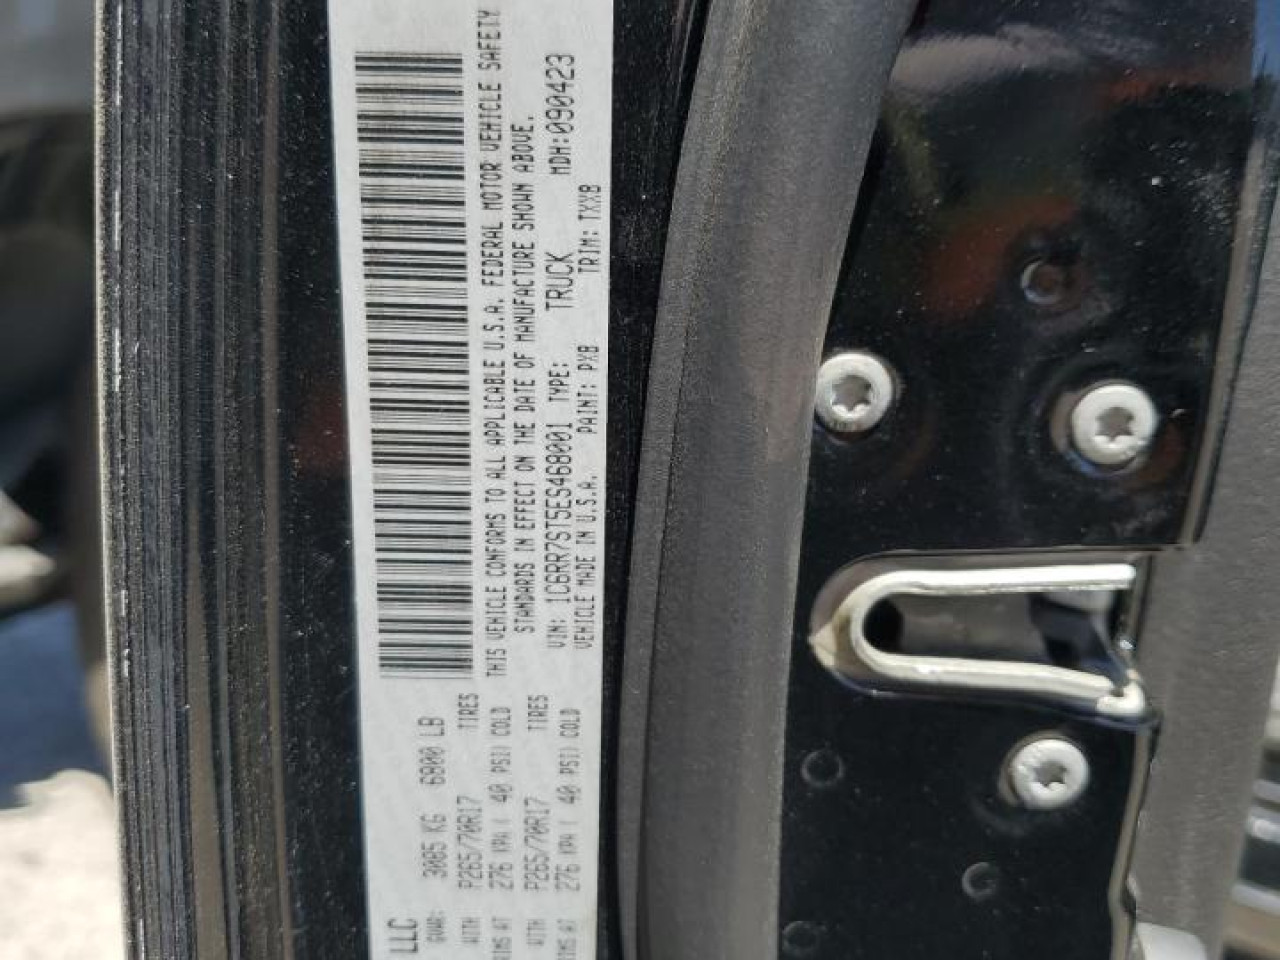 LLC
GVWR: 3085 KG 6800 LB
WITH P265/70R17 TIRES
RIMS AT 276 KPA ( 40 PSI) COLD
WITH P265/70R17 TIRES
RIMS AT 276 KPA ( 40 PSI) COLD
THIS VEHICLE CONFORMS TO ALL APPLICABLE U.S.A. FEDERAL MOTOR VEHICLE SAFETY
STANDARDS IN EFFECT ON THE DATE OF MANUFACTURE SHOWN ABOVE.
VIN: 1C6RR7ST5ES468001 TYPE: TRUCK MDH:090423
VEHICLE MADE IN U.S.A. PAINT: PXB TRIM: TXXB